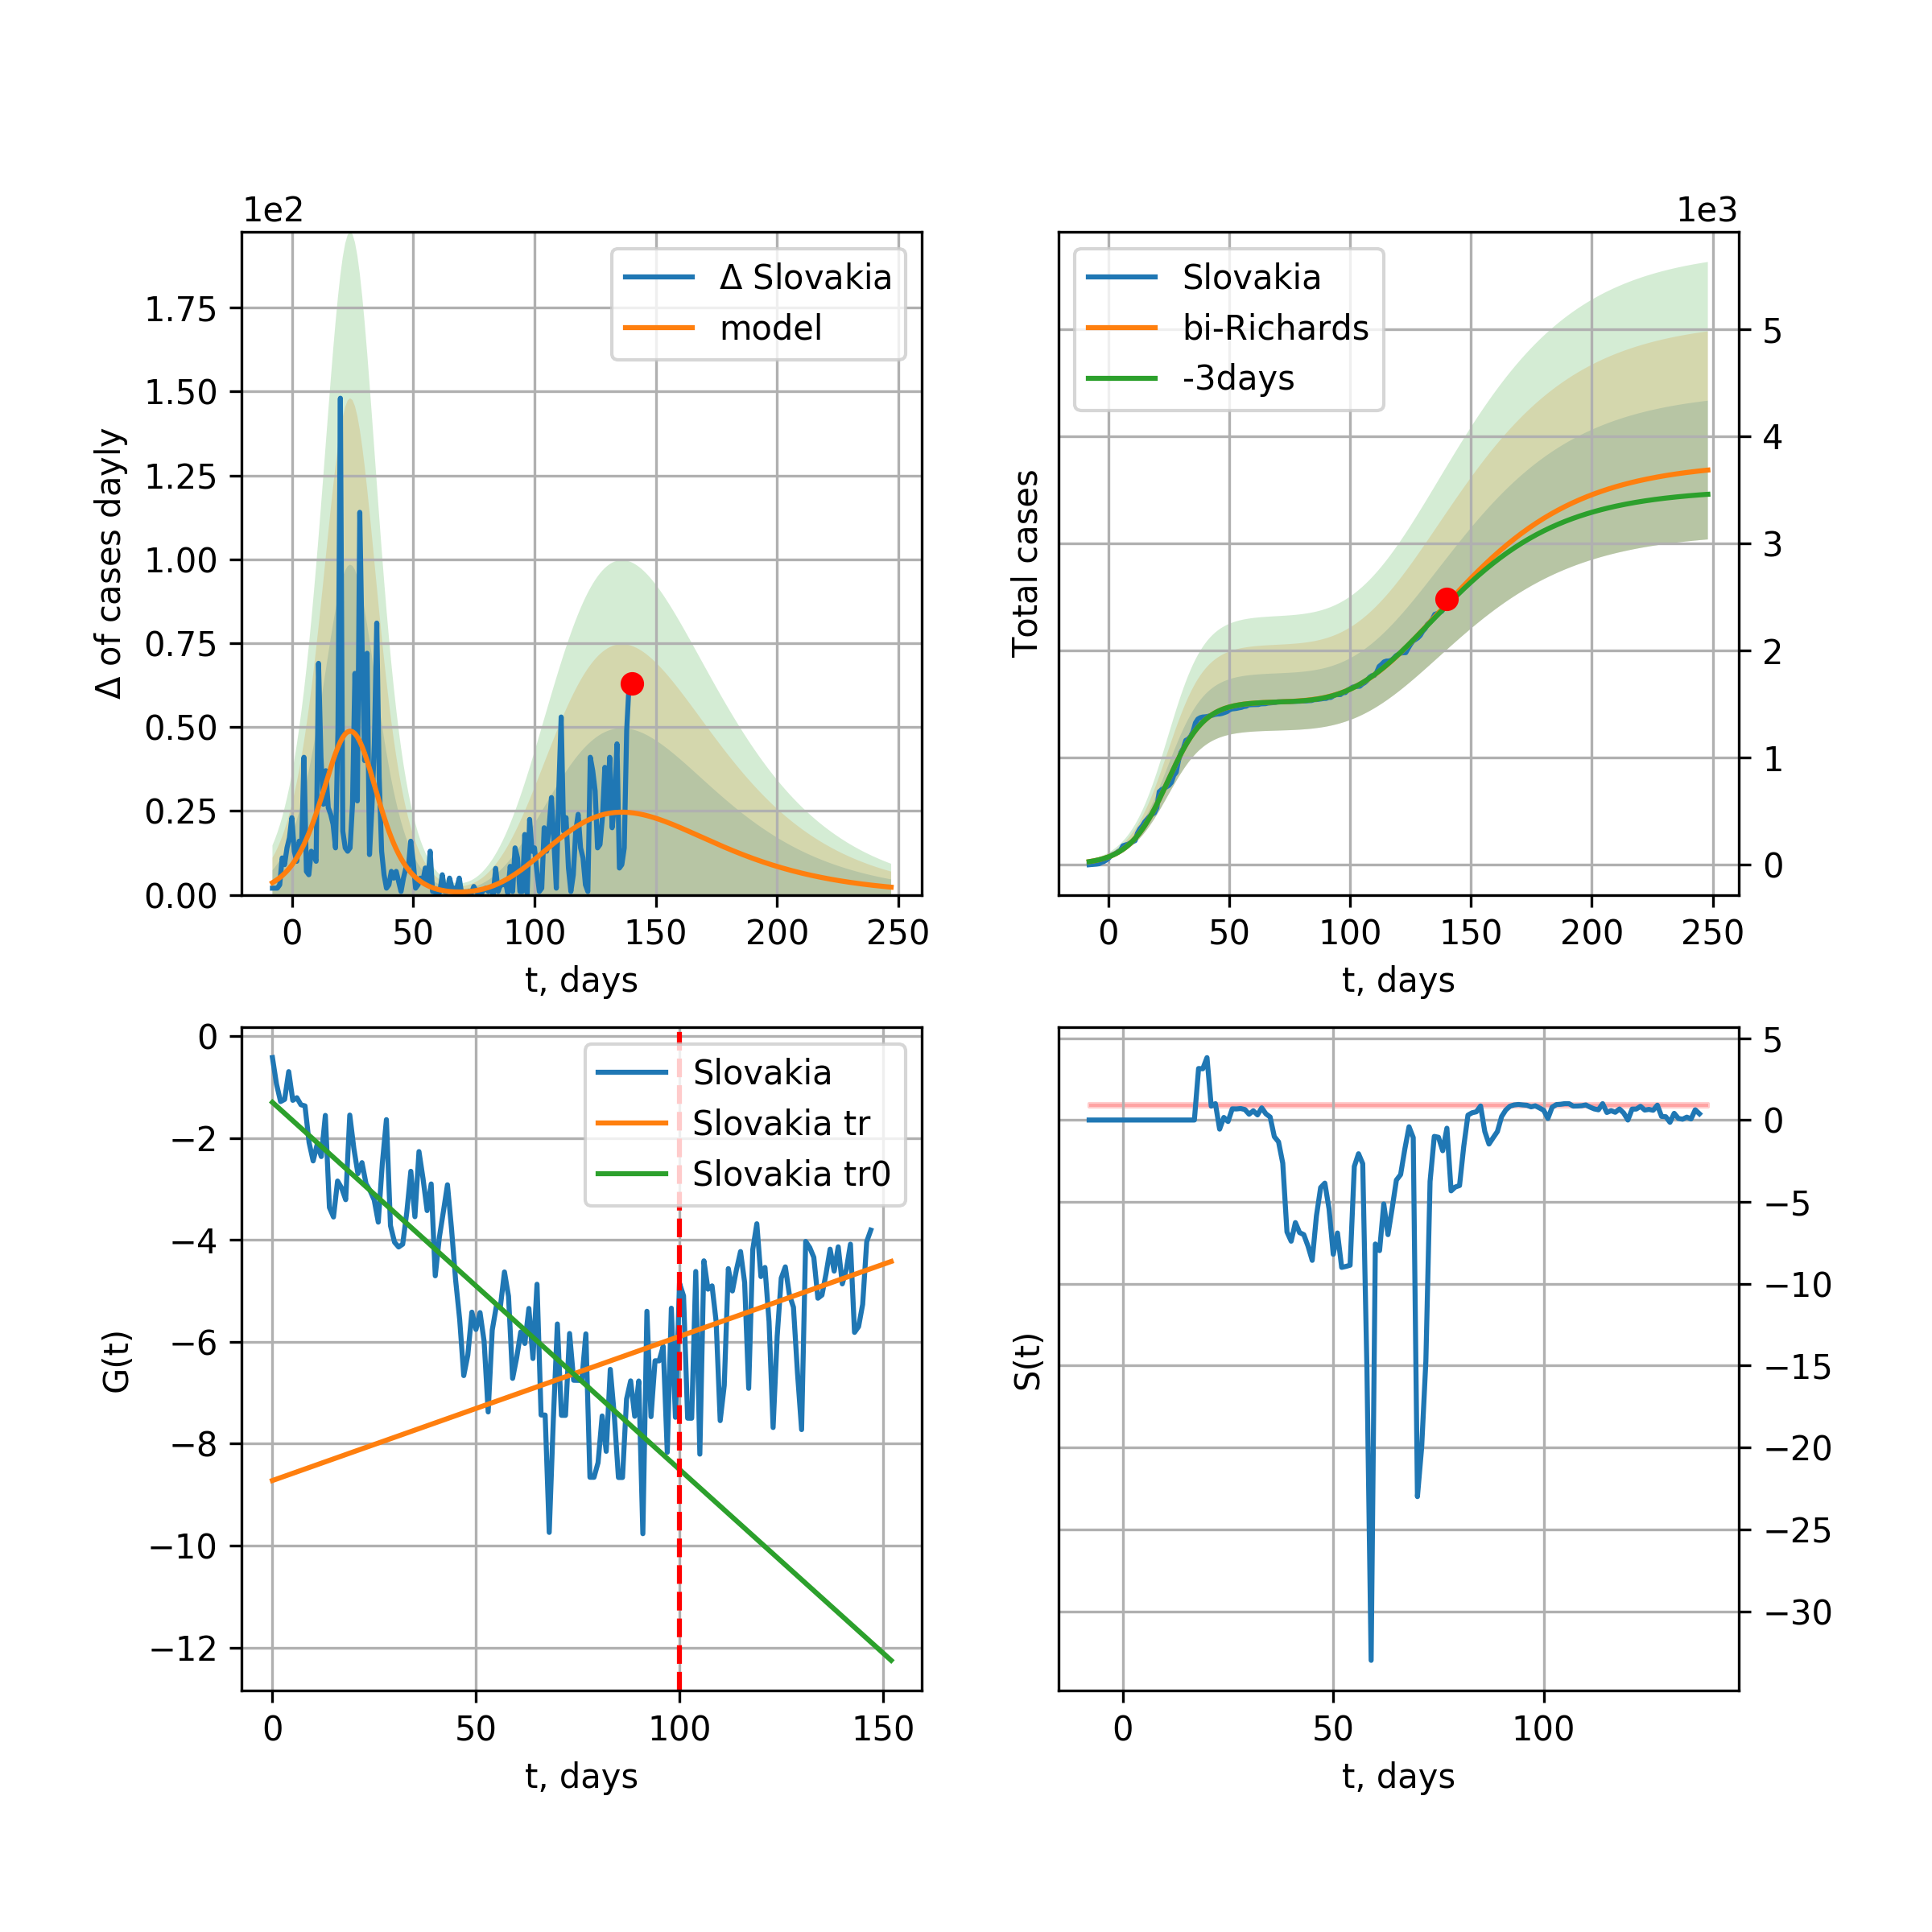 1e2
Δ of cases dayly
1.75
1.50
1.25
1.00
0.75
0.50
0.25
0.00
0 50 100 150 200 250
t, days
Δ Slovakia
model
1e3
Total cases
5
4
3
2
1
0
0 50 100 150 200 250
t, days
Slovakia
bi-Richards
-3days
G(t)
0
−2
−4
−6
−8
−10
−12
0 50 100 150
t, days
Slovakia
Slovakia tr
Slovakia tr0
S(t)
5
0
−5
−10
−15
−20
−25
−30
0 50 100
t, days